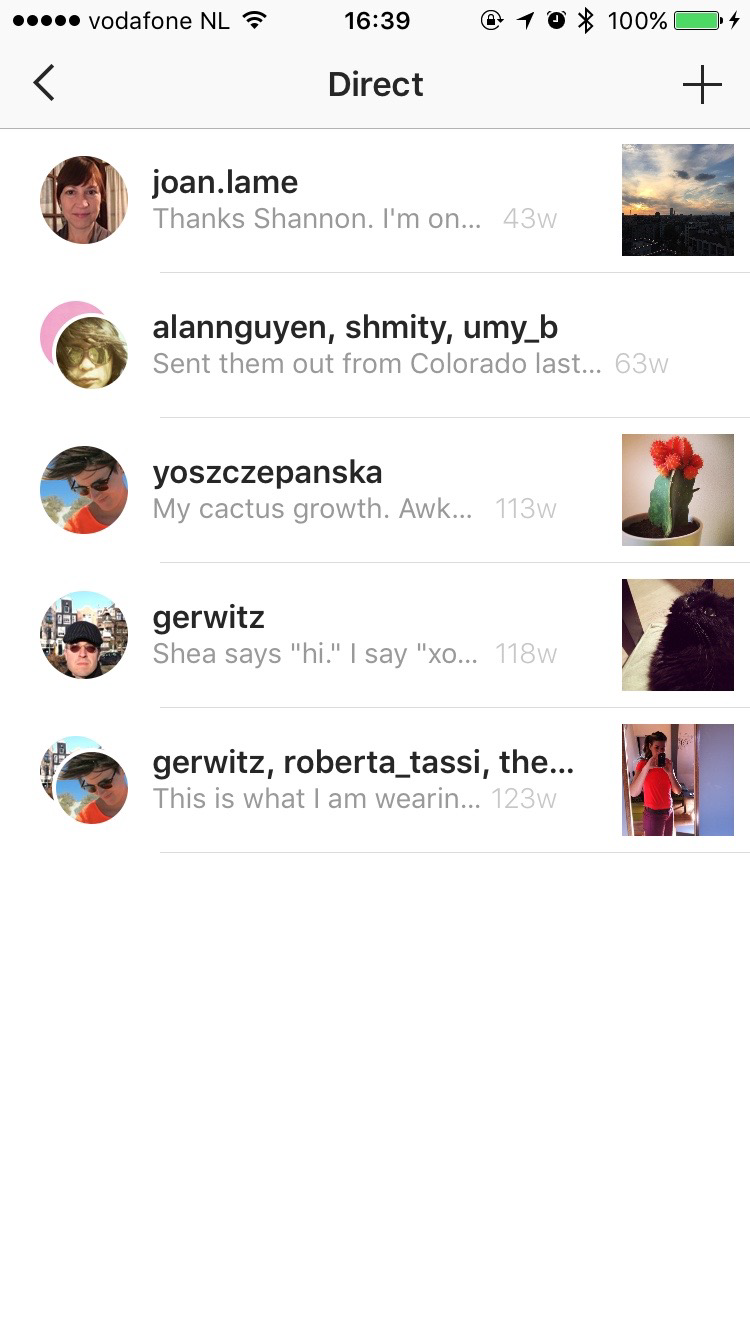 vodafone NL 16:39 100%
Direct
joan.lame
Thanks Shannon. I'm on... 43w
alannguyen, shmity, umy_b
Sent them out from Colorado last... 63w
yoszczepanska
My cactus growth. Awk... 113w
gerwitz
Shea says "hi." I say "xo... 118w
gerwitz, roberta_tassi, the...
This is what I am wearin... 123w